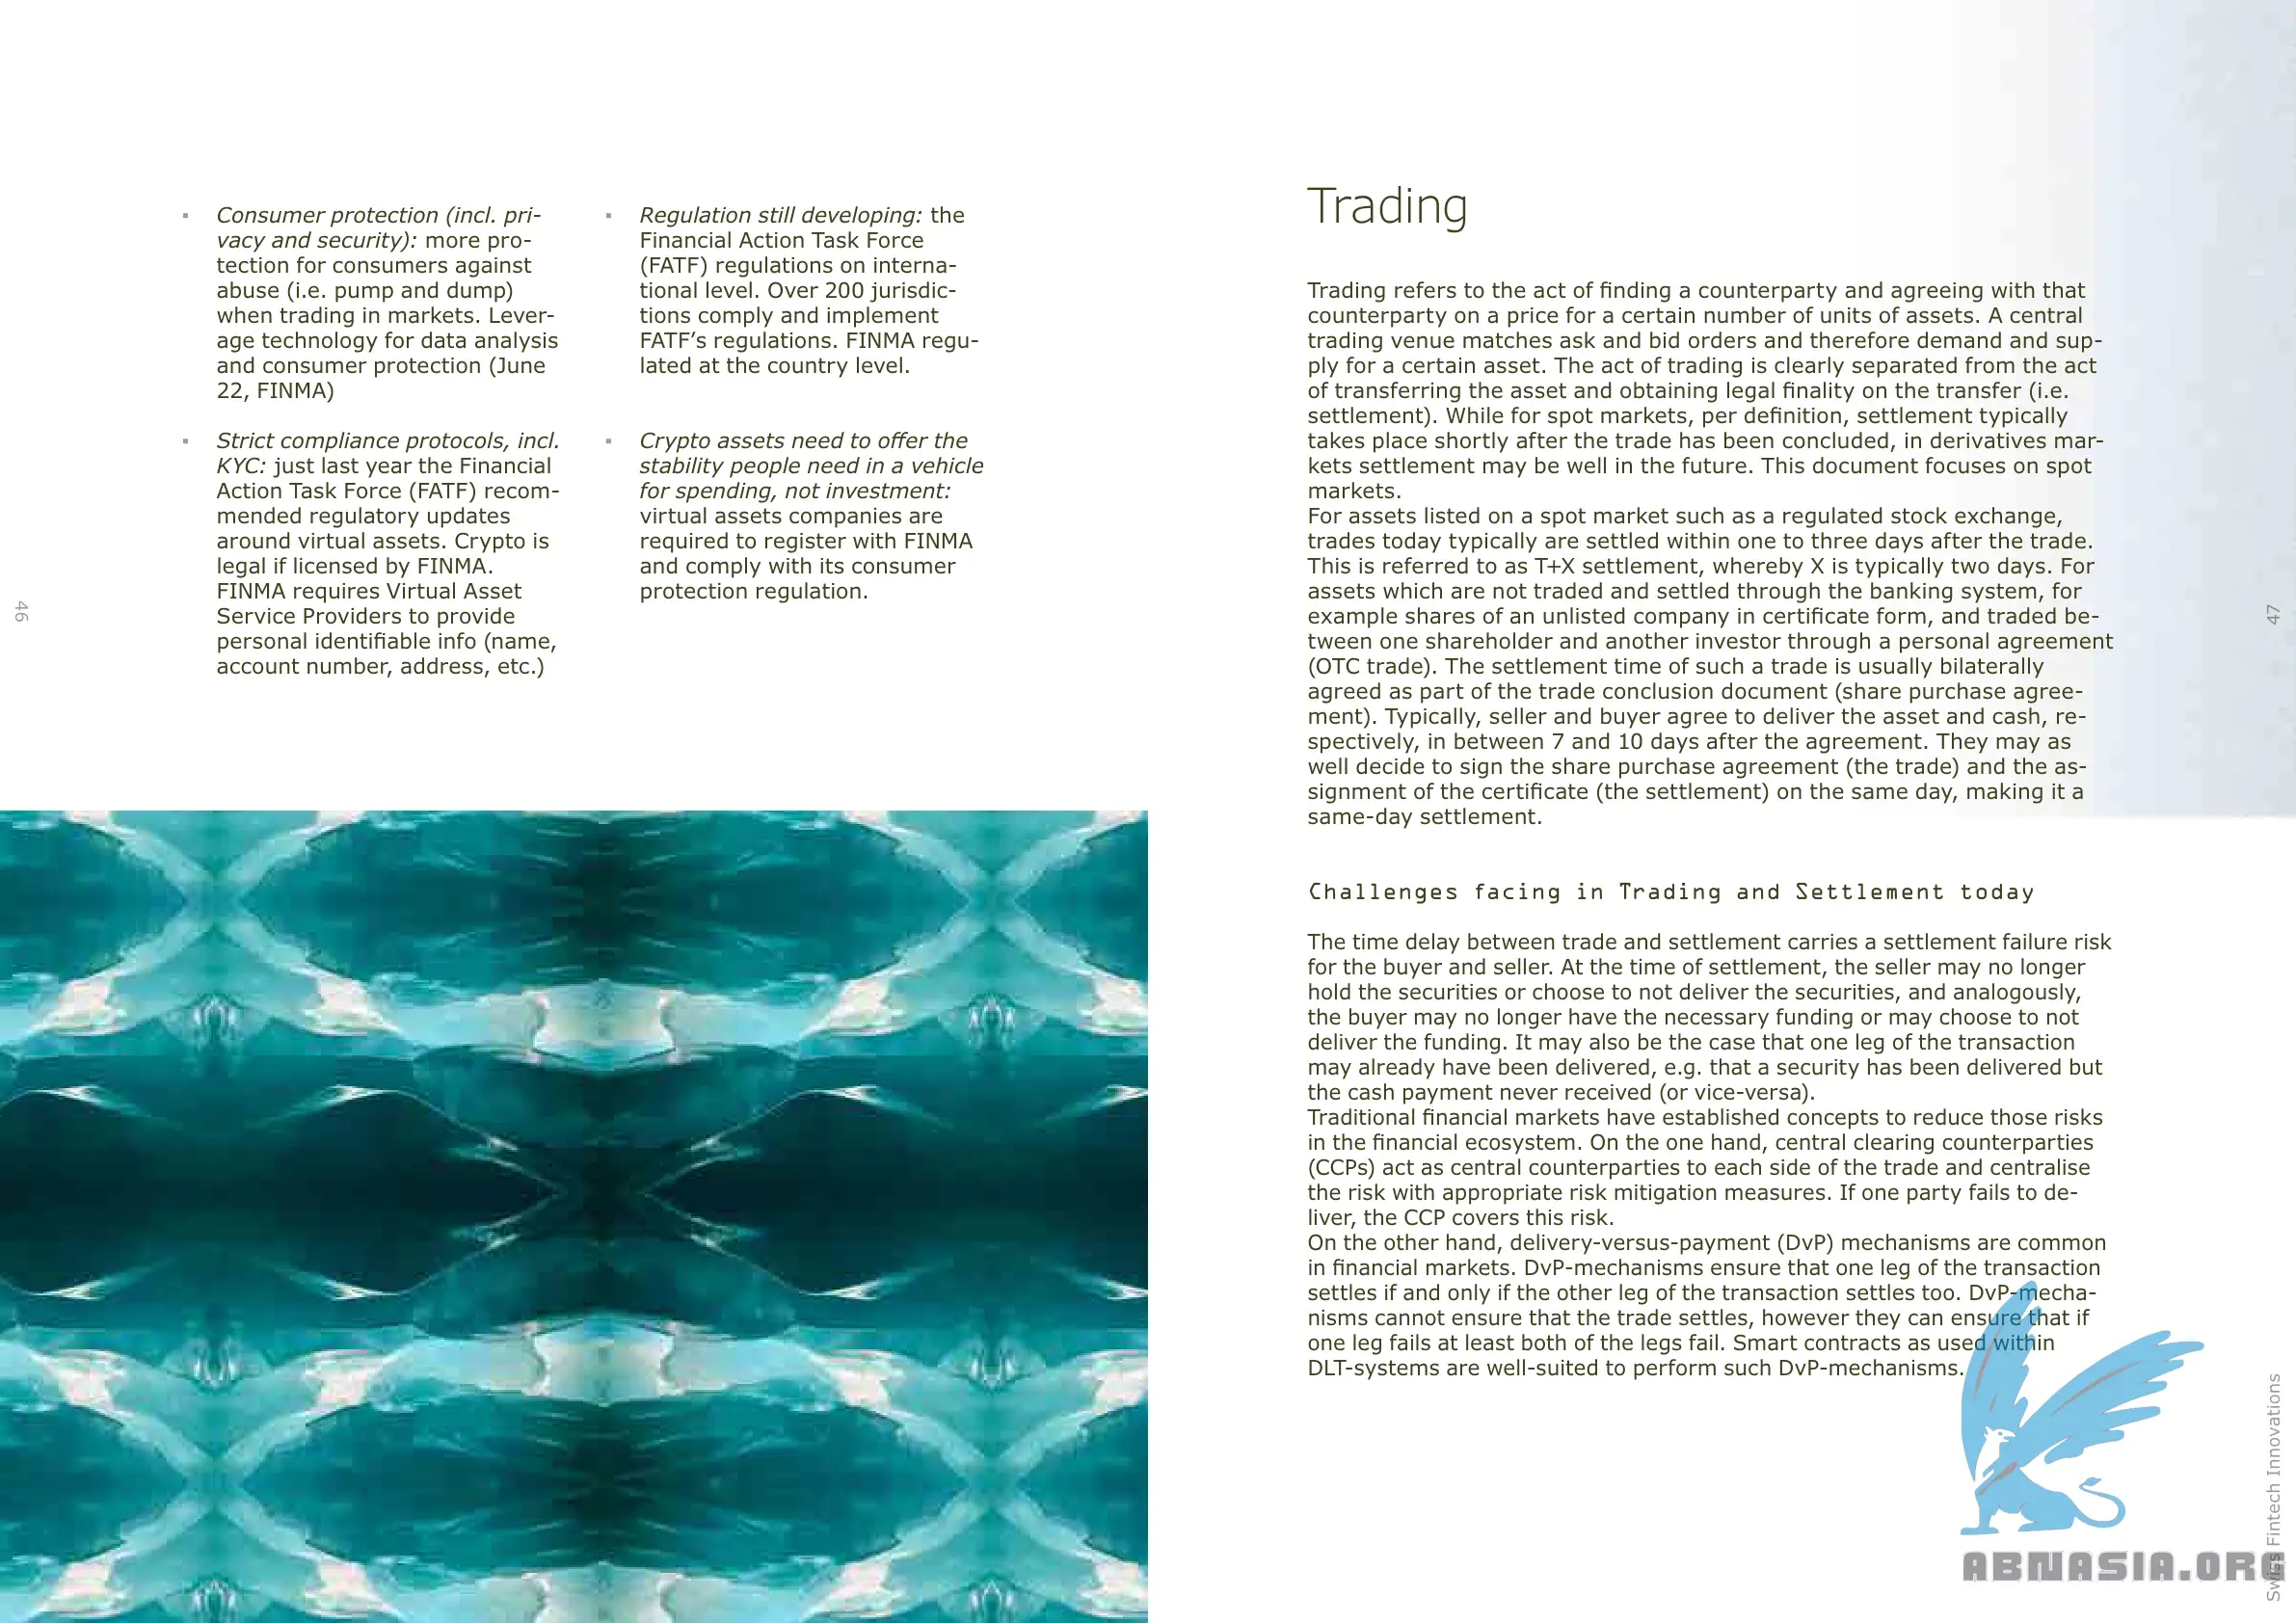 Consumer protection (incl. pri-
vacy and security): more pro-
tection for consumers against
abuse (i.e. pump and dump)
when trading in markets. Lever-
age technology for data analysis
and consumer protection (June
22, FINMA)
Strict compliance protocols, incl.
KYC: just last year the Financial
Action Task Force (FATF) recom-
mended regulatory updates
around virtual assets. Crypto is
legal if licensed by FINMA.
FINMA requires Virtual Asset
Service Providers to provide
personal identifiable info (name,
account number, address, etc.)
Regulation still developing: the
Financial Action Task Force
(FATF) regulations on interna-
tional level. Over 200 jurisdic-
tions comply and implement
FATF's regulations. FINMA regu-
lated at the country level.
Crypto assets need to offer the
stability people need in a vehicle
for spending, not investment:
virtual assets companies are
required to register with FINMA
and comply with its consumer
protection regulation.
46
Trading
Trading refers to the act of finding a counterparty and agreeing with that
counterparty on a price for a certain number of units of assets. A central
trading venue matches ask and bid orders and therefore demand and sup-
ply for a certain asset. The act of trading is clearly separated from the act
of transferring the asset and obtaining legal finality on the transfer (i.e.
settlement). While for spot markets, per definition, settlement typically
takes place shortly after the trade has been concluded, in derivatives mar-
kets settlement may be well in the future. This document focuses on spot
markets.
For assets listed on a spot market such as a regulated stock exchange,
trades today typically are settled within one to three days after the trade.
This is referred to as T+X settlement, whereby X is typically two days. For
assets which are not traded and settled through the banking system, for
example shares of an unlisted company in certificate form, and traded be-
tween one shareholder and another investor through a personal agreement
(OTC trade). The settlement time of such a trade is usually bilaterally
agreed as part of the trade conclusion document (share purchase agree-
ment). Typically, seller and buyer agree to deliver the asset and cash, re-
spectively, in between 7 and 10 days after the agreement. They may as
well decide to sign the share purchase agreement (the trade) and the as-
signment of the certificate (the settlement) on the same day, making it a
same-day settlement.
Challenges facing in Trading and Settlement today
The time delay between trade and settlement carries a settlement failure risk
for the buyer and seller. At the time of settlement, the seller may no longer
hold the securities or choose to not deliver the securities, and analogously,
the buyer may no longer have the necessary funding or may choose to not
deliver the funding. It may also be the case that one leg of the transaction
may already have been delivered, e.g. that a security has been delivered but
the cash payment never received (or vice-versa).
Traditional financial markets have established concepts to reduce those risks
in the financial ecosystem. On the one hand, central clearing counterparties
(CCPs) act as central counterparties to each side of the trade and centralise
the risk with appropriate risk mitigation measures. If one party fails to de-
liver, the CCP covers this risk.
On the other hand, delivery-versus-payment (DvP) mechanisms are common
in financial markets. DvP-mechanisms ensure that one leg of the transaction
settles if and only if the other leg of the transaction settles too. DvP-mecha-
nisms cannot ensure that the trade settles, however they can ensure that if
one leg fails at least both of the legs fail. Smart contracts as used within
DLT-systems are well-suited to perform such DvP-mechanisms.
47
Swiss Fintech Innovations
ABNASIA.ORG